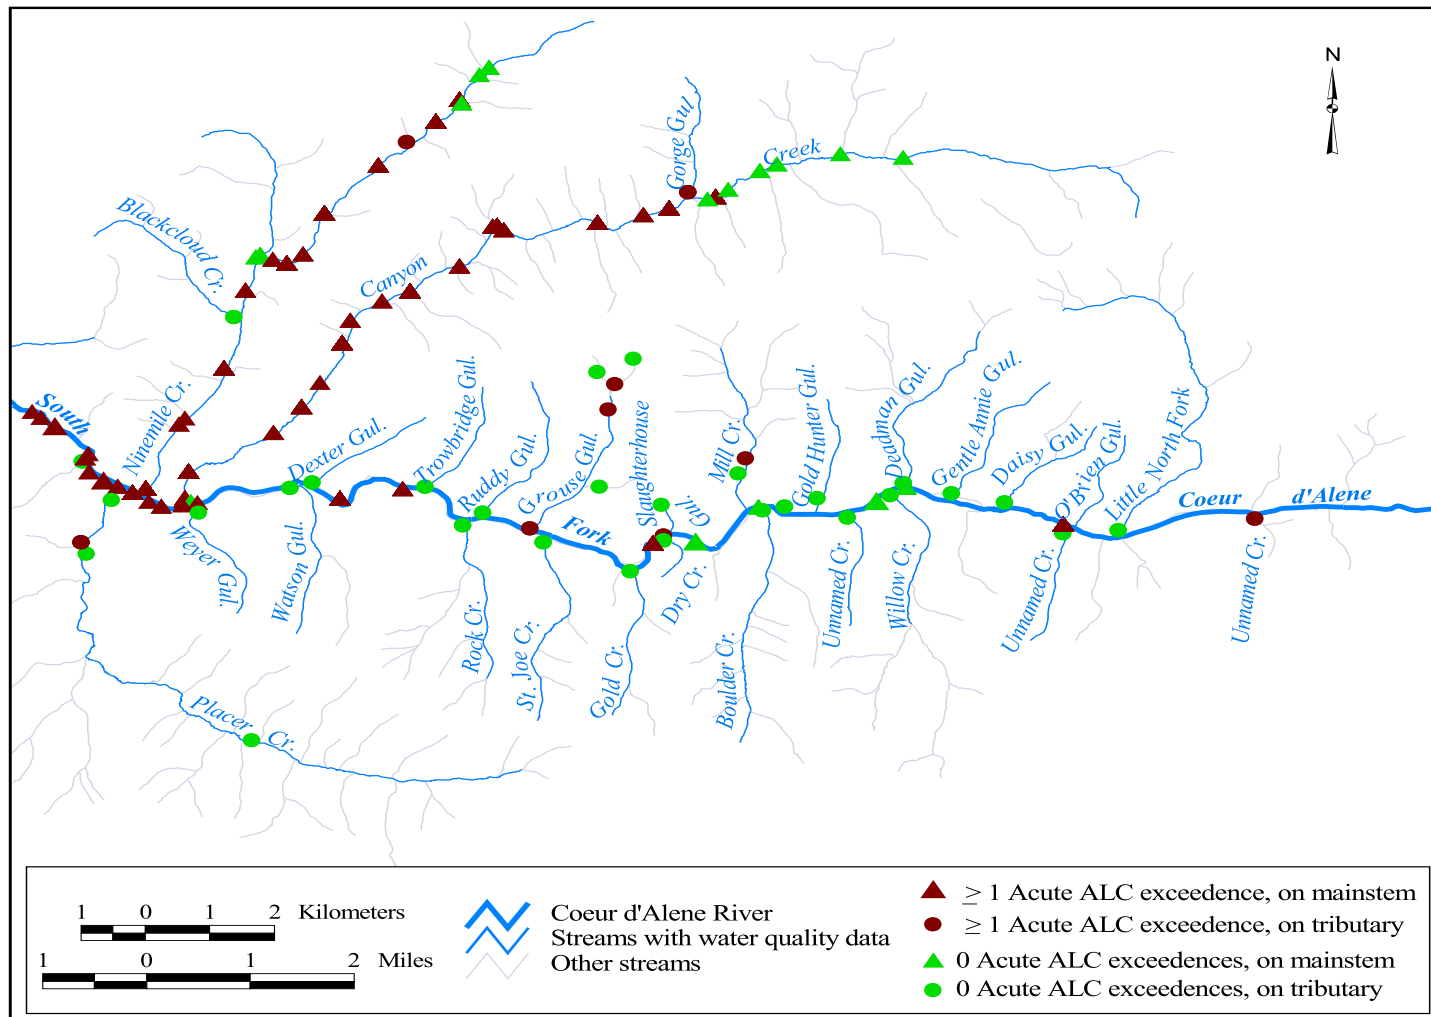 N
Gorge Gul
Creek
Blackcloud Cr.
Canyon
South
Ninemile Cr.
Dexter Gul.
Trowbridge Gul.
Ruddy Gul.
Grouse Gul.
Slaughterhouse
Gul.
Mill Cr.
Gold Hunter Gul.
Deadman Gul.
Gentle Annie Gul.
Daisy Gul.
O'Brien Gul.
Little North Fork
Coeur
d'Alene
Fork
Weyer Gul.
Watson Gul.
Rock Cr.
St. Joe Cr.
Gold Cr.
Dry Cr.
Boulder Cr.
Unnamed Cr.
Willow Cr.
Unnamed Cr.
Unnamed Cr.
Placer Cr.
1 0 1 2 Kilometers
1 0 1 2 Miles
Coeur d'Alene River
Streams with water quality data
Other streams
≥ 1 Acute ALC exceedence, on mainstem
≥ 1 Acute ALC exceedence, on tributary
0 Acute ALC exceedences, on mainstem
0 Acute ALC exceedences, on tributary